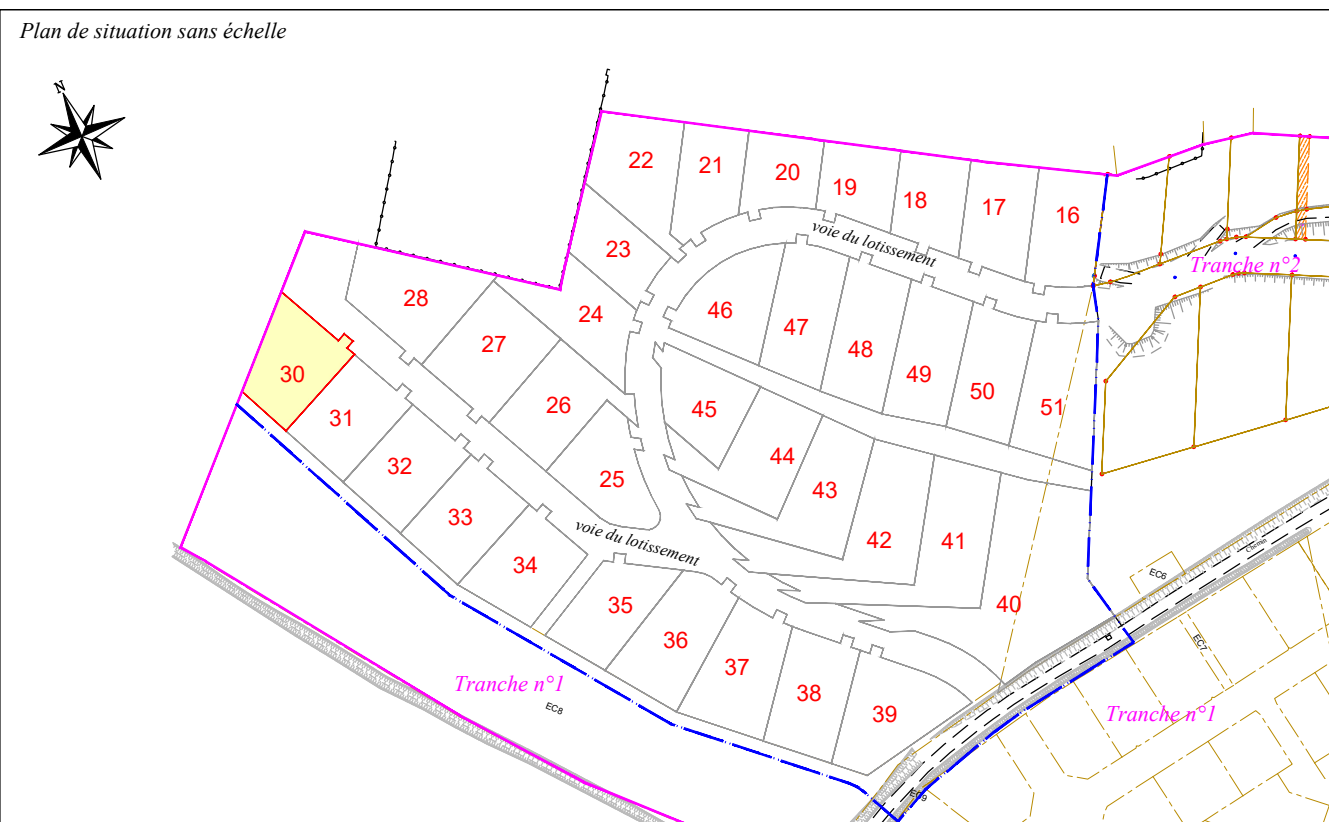 Plan de situation sans échelle
N
22
21
20
19
18
17
16
voie du lotissement
23
Tranche n°2
28
24
46
27
47
48
49
50
51
30
31
45
26
44
32
25
43
33
voie du lotissement
42
41
34
35
40
EC6
Chemin
36
EC7
37
38
39
Tranche n°1
EC8
Tranche n°1
EC9